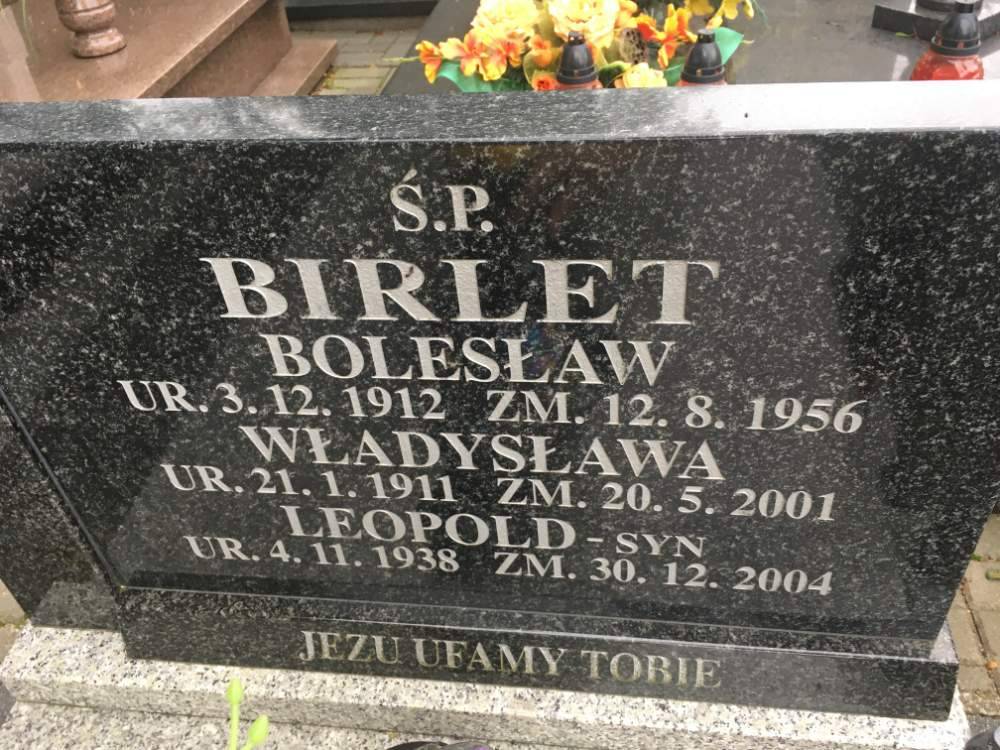 Ś.P.
BIRLET
BOLESŁAW
UR. 3. 12. 1912 ZM. 12. 8. 1956
WŁADYSŁAWA
UR. 21. 1. 1911 ZM. 20. 5. 2001
LEOPOLD - SYN
UR. 4. 11. 1938 ZM. 30. 12. 2004
JEZU UFAMY TOBIE